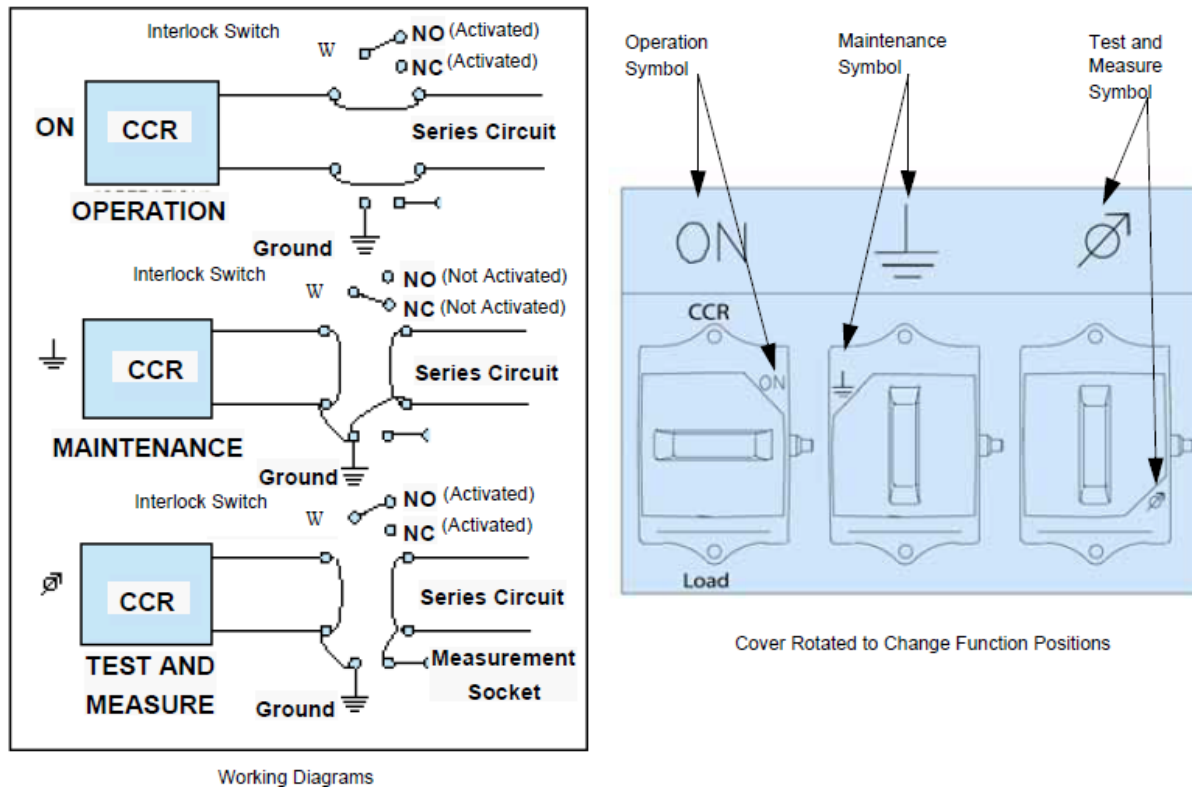 Interlock Switch
W
NO (Activated)
NC (Activated)
ON
CCR
Series Circuit
OPERATION
Ground
Interlock Switch
W
NO (Not Activated)
NC (Not Activated)
CCR
Series Circuit
MAINTENANCE
Ground
Interlock Switch
W
NO (Activated)
NC (Activated)
CCR
Series Circuit
TEST AND
MEASURE
Measurement
Socket
Ground
Working Diagrams
Operation
Symbol
Maintenance
Symbol
Test and
Measure
Symbol
ON
CCR
ON
Load
Cover Rotated to Change Function Positions